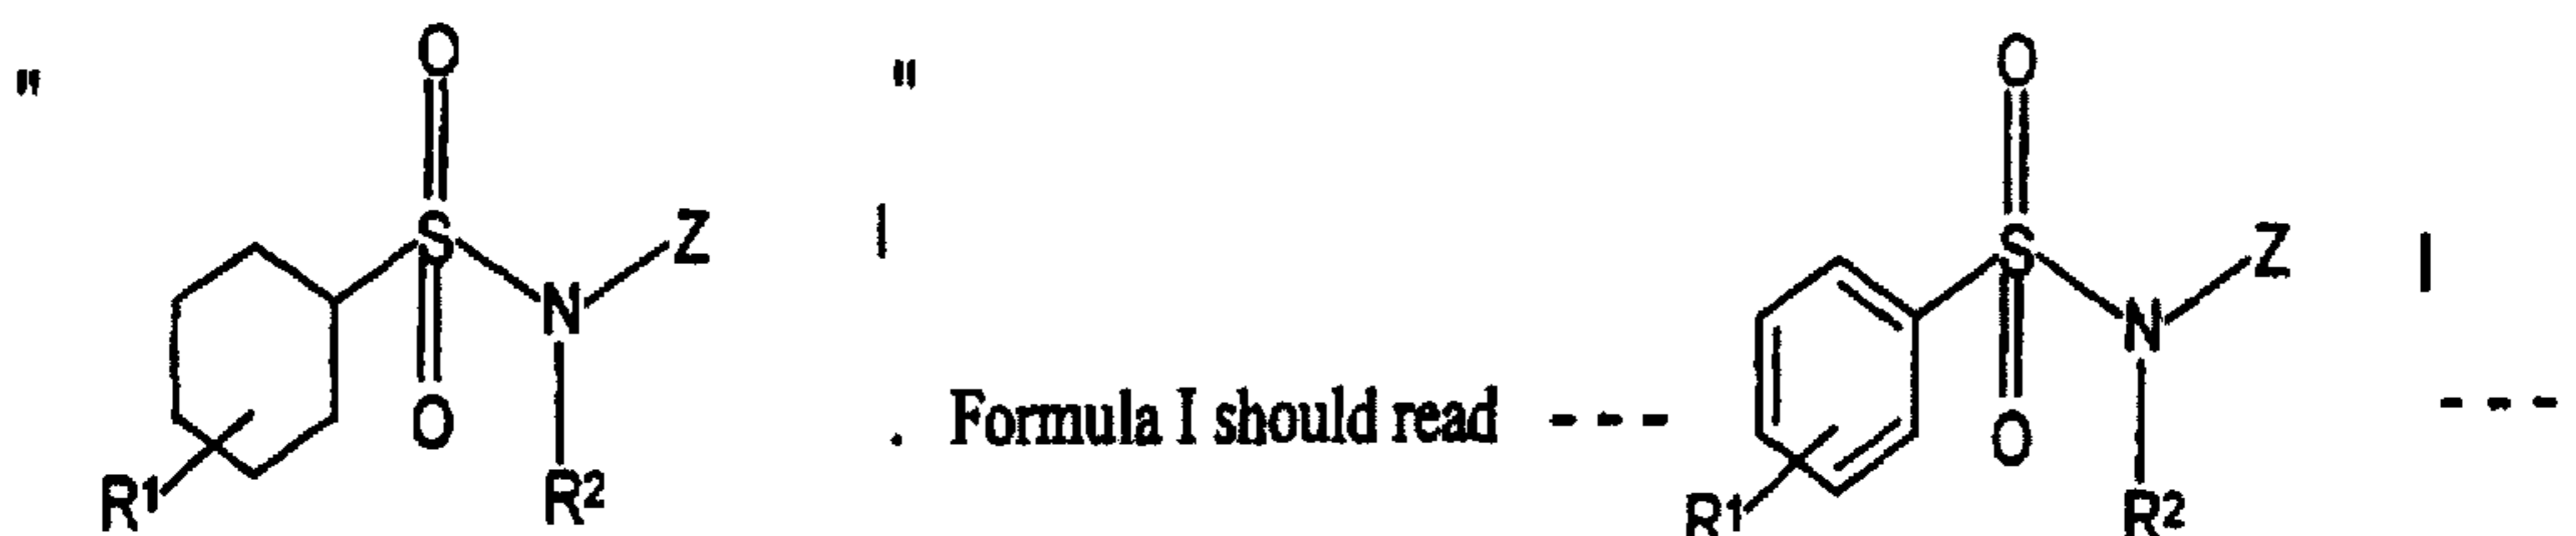 " O "
S Z I
N
O
R1 R2
. Formula I should read - - -
O
S Z I
N
O
R1 R2
- - -